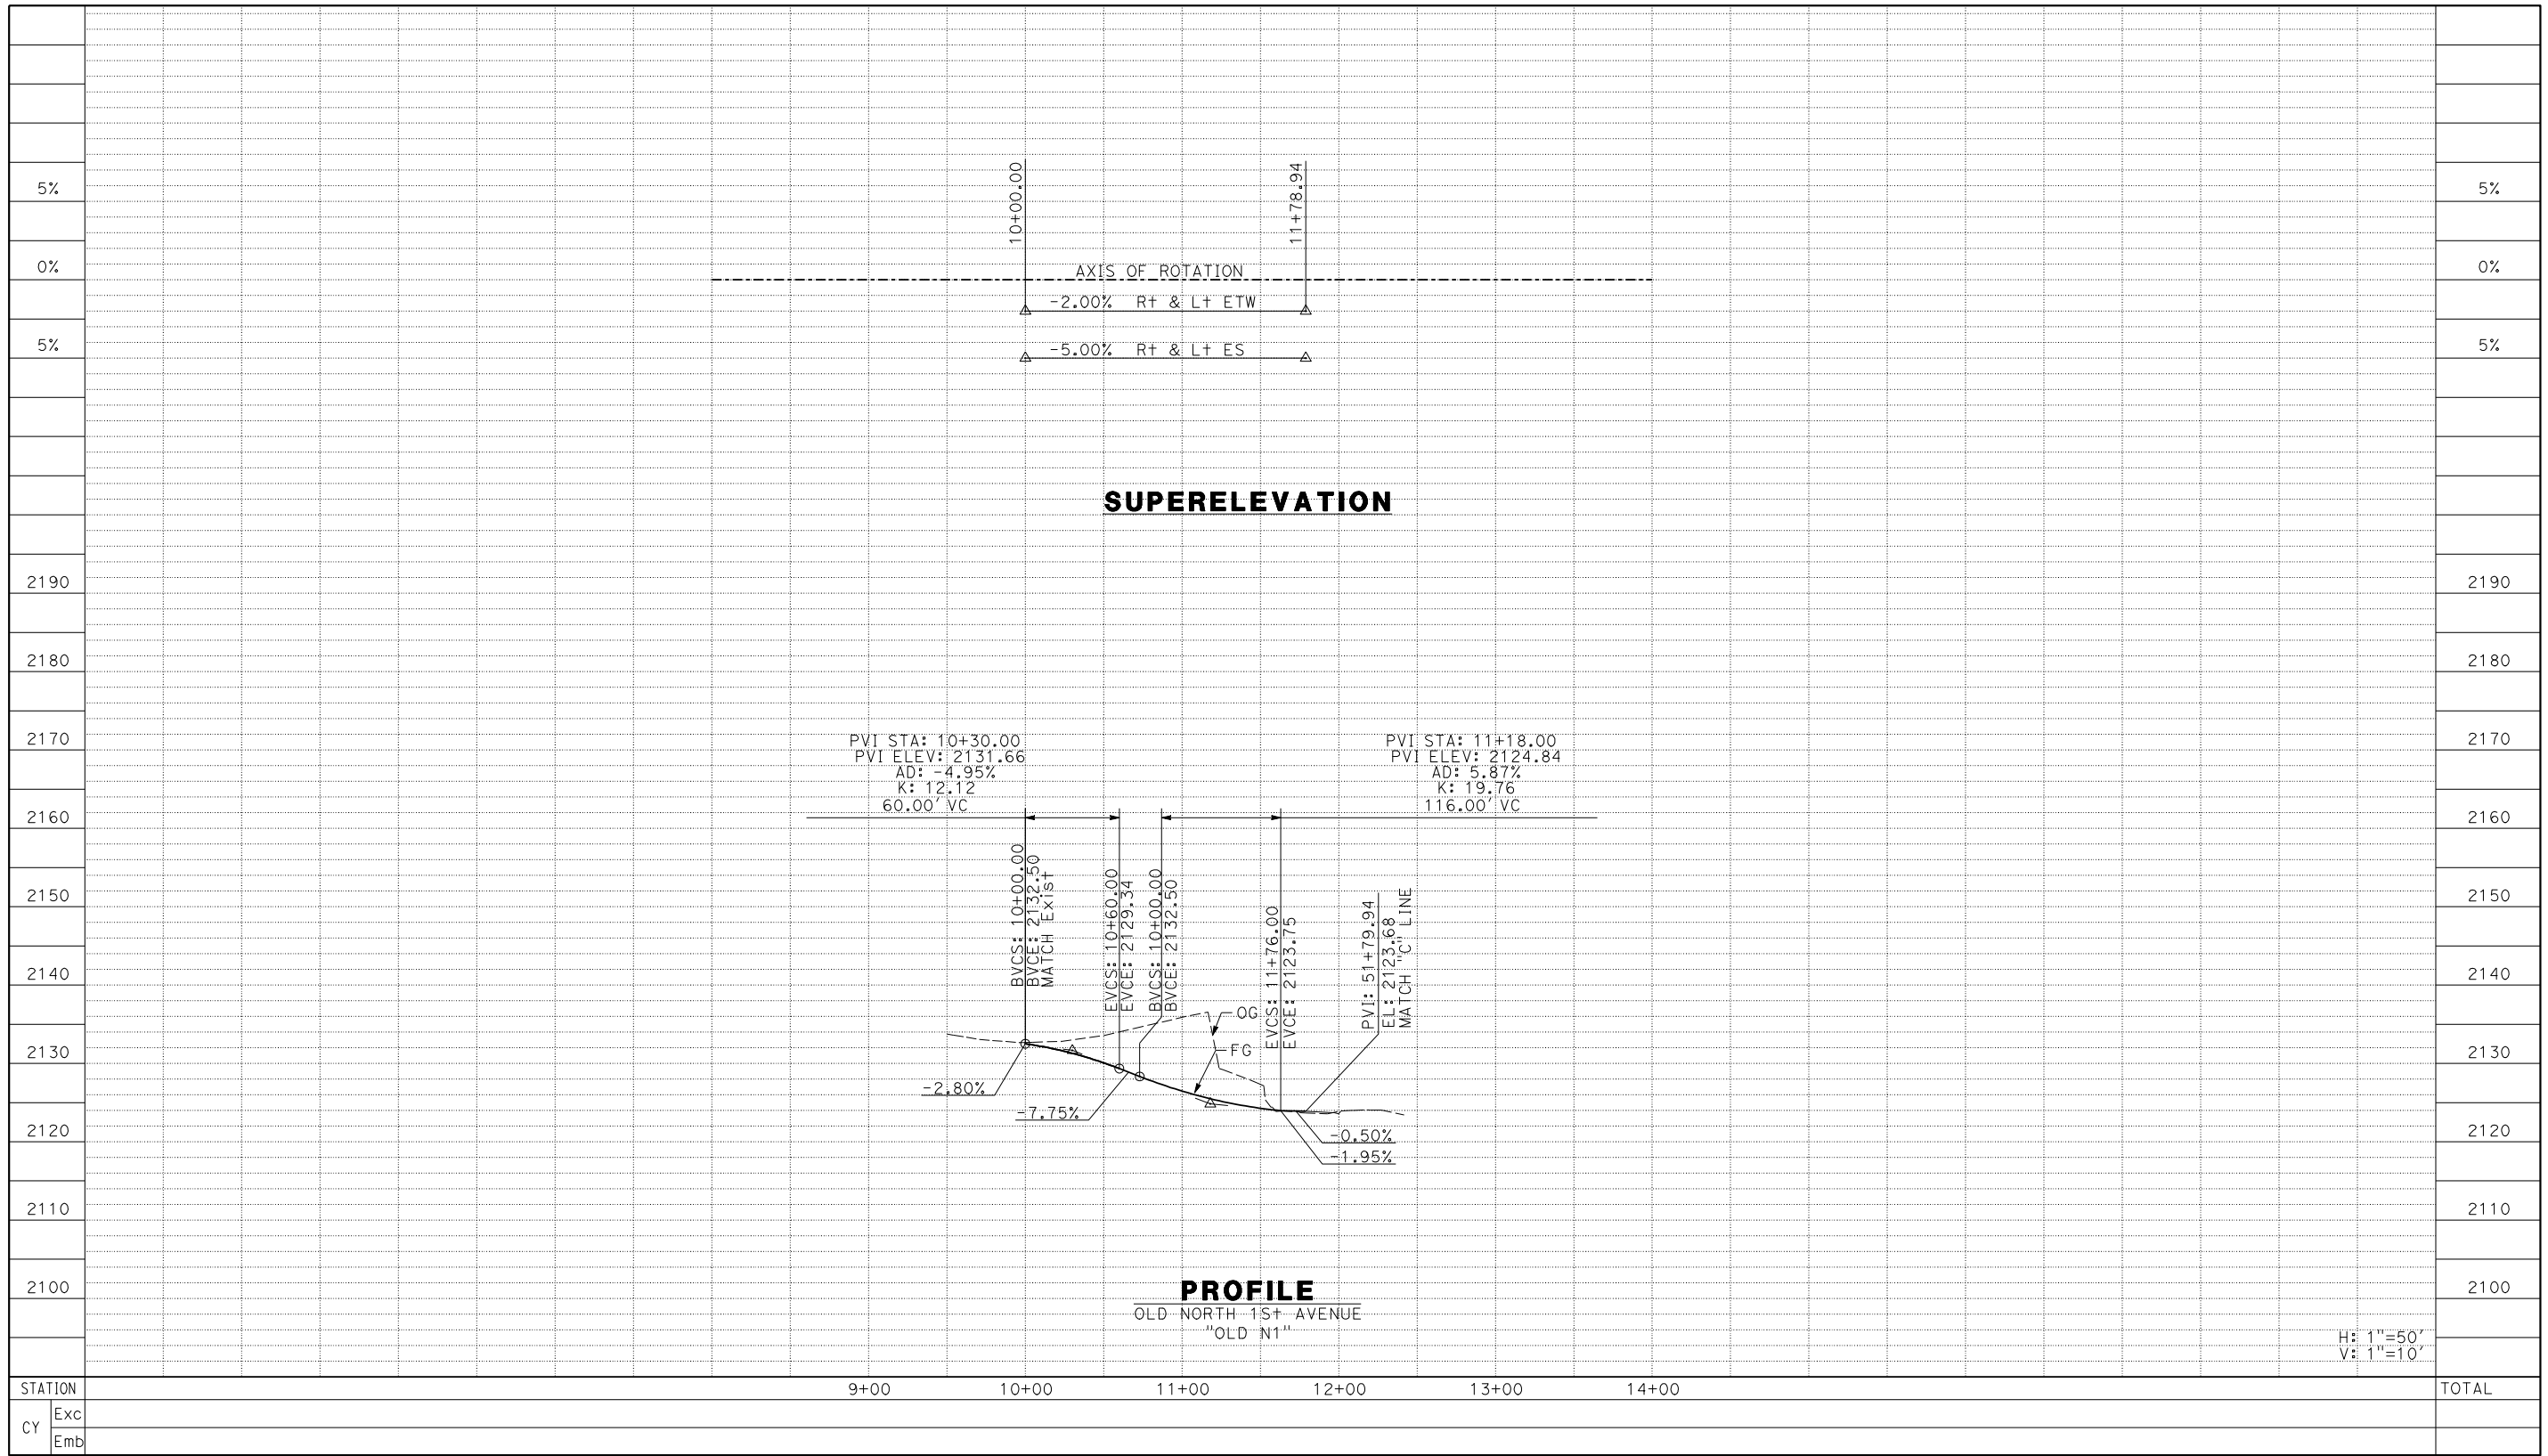 10+00.00
11+78.94
5%
5%
0%
0%
AXIS OF ROTATION
-2.00% Rt & Lt ETW
5%
-5.00% Rt & Lt ES
5%
SUPERELEVATION
2190
2190
2180
2180
2170
2170
PVI STA: 10+30.00
PVI ELEV: 2131.66
AD: -4.95%
K: 12.12
60.00' VC
PVI STA: 11+18.00
PVI ELEV: 2124.84
AD: 5.87%
K: 19.76
116.00' VC
2160
2160
2150
2150
BVCS: 10+00.00
BVCE: 2132.50
MATCH Exist
EVCS: 10+60.00
EVCE: 2129.34
BVCS: 10+00.00
BVCE: 2132.50
EVCS: 11+76.00
EVCE: 2123.75
PVI: 51+79.94
EL: 2123.68
MATCH "C" LINE
2140
2140
OG
FG
2130
2130
-2.80%
-7.75%
2120
2120
-0.50%
-1.95%
2110
2110
2100
2100
PROFILE
OLD NORTH 1St AVENUE
"OLD N1"
H: 1"=50'
V: 1"=10'
STATION
9+00
10+00
11+00
12+00
13+00
14+00
TOTAL
CY
Exc
Emb